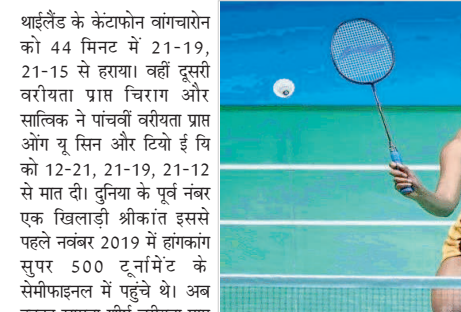 थाईलैंड के केंटाफोन वांगचारोन
को 44 मिनट में 21-19,
21-15 से हराया। वहीं दूसरी
वरीयता प्राप्त चिराग और
सात्विक ने पांचवीं वरीयता प्राप्त
ओंग यू सिन और टियो ई यि
को 12-21, 21-19, 21-12
से मात दी। दुनिया के पूर्व नंबर
एक खिलाड़ी श्रीकांत इससे
पहले नवंबर 2019 में हांगकांग
सुपर 500 टूर्नामेंट के
सेमीफाइनल में पहुंचे थे। अब